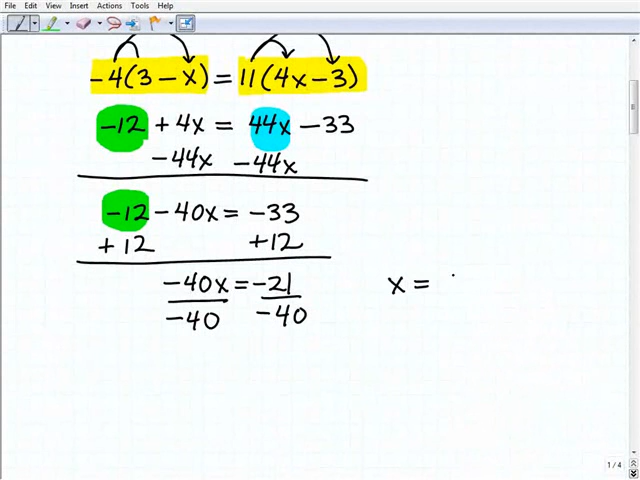 File Edit View Insert Actions Tools Help
-4(3 - x) = 11(4x - 3)
-12 + 4x = 44x - 33
-44x -44x
-12 - 40x = -33
+12 +12
-40x = -21 x =
-40 -40
1/4